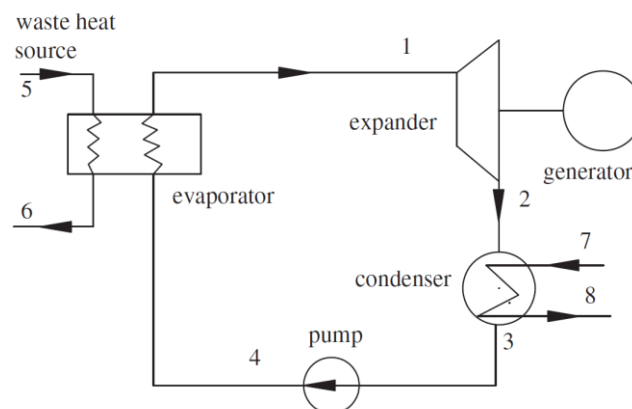 waste heat
source
1
5
expander
generator
evaporator
6
2
7
condenser
8
pump
3
4